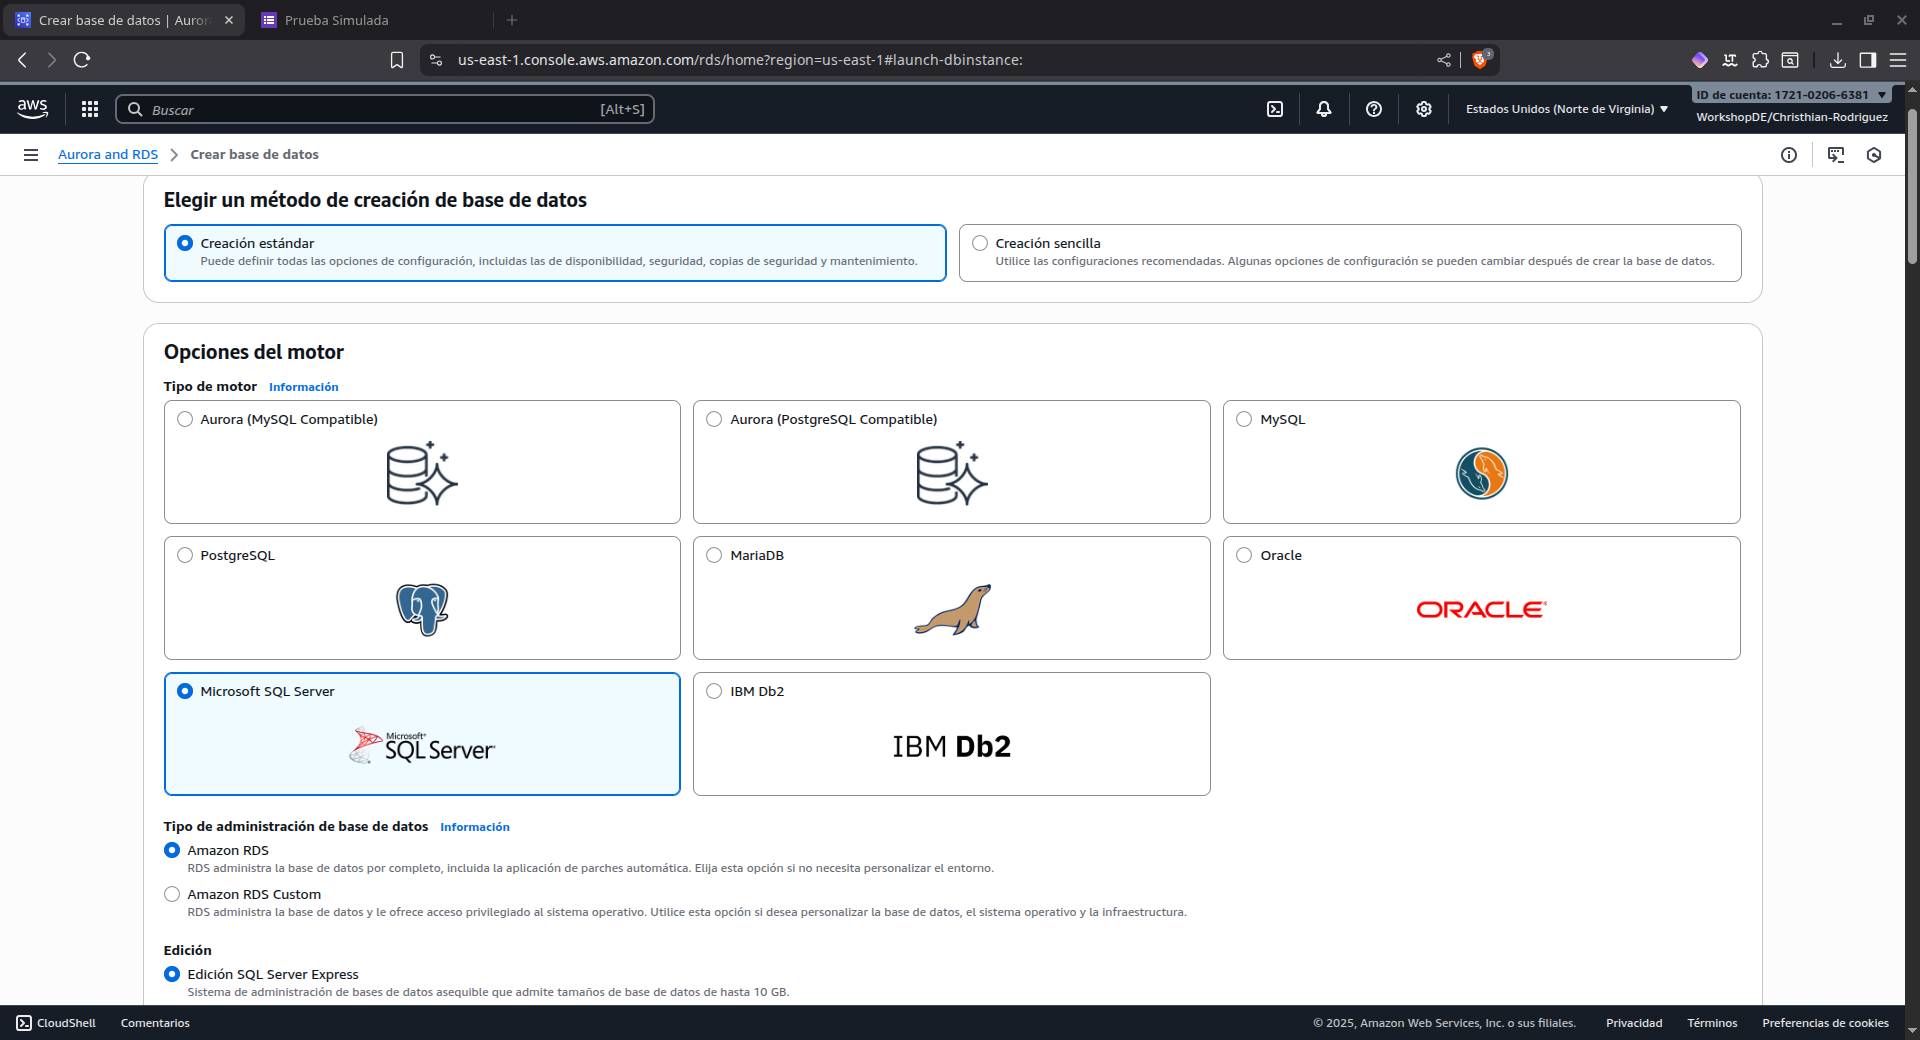 Crear base de datos | Auror
Prueba Simulada
us-east-1.console.aws.amazon.com/rds/home?region=us-east-1#launch-dbinstance:
3
aws
Buscar
[Alt+S]
Estados Unidos (Norte de Virginia)
ID de cuenta: 1721-0206-6381
WorkshopDE/Christhian-Rodriguez
Aurora and RDS
Crear base de datos
Elegir un método de creación de base de datos
Creación estándar
Puede definir todas las opciones de configuración, incluidas las de disponibilidad, seguridad, copias de seguridad y mantenimiento.
Creación sencilla
Utilice las configuraciones recomendadas. Algunas opciones de configuración se pueden cambiar después de crear la base de datos.
Opciones del motor
Tipo de motor Información
Aurora (MySQL Compatible)
Aurora (PostgreSQL Compatible)
MySQL
PostgreSQL
MariaDB
Oracle
ORACLE
Microsoft SQL Server
Microsoft
SQL Server
IBM Db2
IBM Db2
Tipo de administración de base de datos Información
Amazon RDS
RDS administra la base de datos por completo, incluida la aplicación de parches automática. Elija esta opción si no necesita personalizar el entorno.
Amazon RDS Custom
RDS administra la base de datos y le ofrece acceso privilegiado al sistema operativo. Utilice esta opción si desea personalizar la base de datos, el sistema operativo y la infraestructura.
Edición
Edición SQL Server Express
Sistema de administración de bases de datos asequible que admite tamaños de base de datos de hasta 10 GB.
CloudShell
Comentarios
© 2025, Amazon Web Services, Inc. o sus filiales.
Privacidad
Términos
Preferencias de cookies